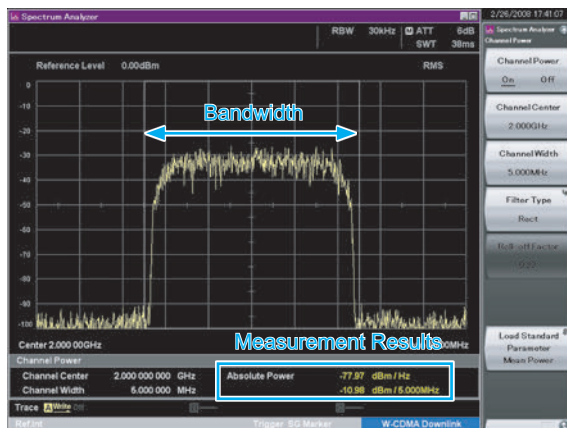 Spectrum Analyzer
2/26/2008 17:41:07
RBW 30kHz M ATT 6dB
SWT 38ms
Spectrum Analyzer
Channel Power
Reference Level 0.00dBm
RMS
Channel Power
On Off
0
-10
-20
-30
-40
-50
-60
-70
-80
-90
-100
Bandwidth
Channel Center
2.000GHz
Channel Width
5.000MHz
Filter Type
Rect
Roll-off Factor
0.22
Load Standard
Parameter
Mean Power
Center 2.000 00GHz
Measurement Results
Channel Power
Channel Center 2.000 000 000 GHz
Absolute Power -77.97 dBm / Hz
Channel Width 5.000 000 MHz
-10.98 dBm / 5.000MHz
Trace A Write
Ref.Int
Trigger SG Marker
W-CDMA Downlink